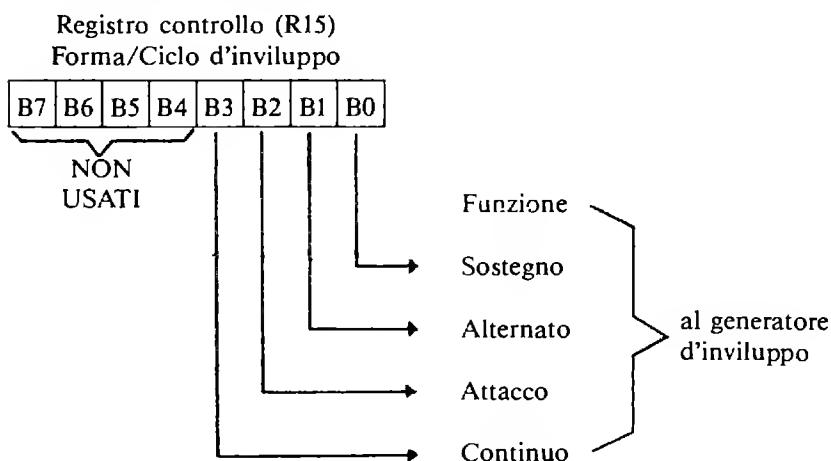 Registro controllo (R15)
Forma/Ciclo d'inviluppo
B7 B6 B5 B4 B3 B2 B1 B0
NON
USATI
Funzione
Sostegno
Alternato
al generatore
d'inviluppo
Attacco
Continuo